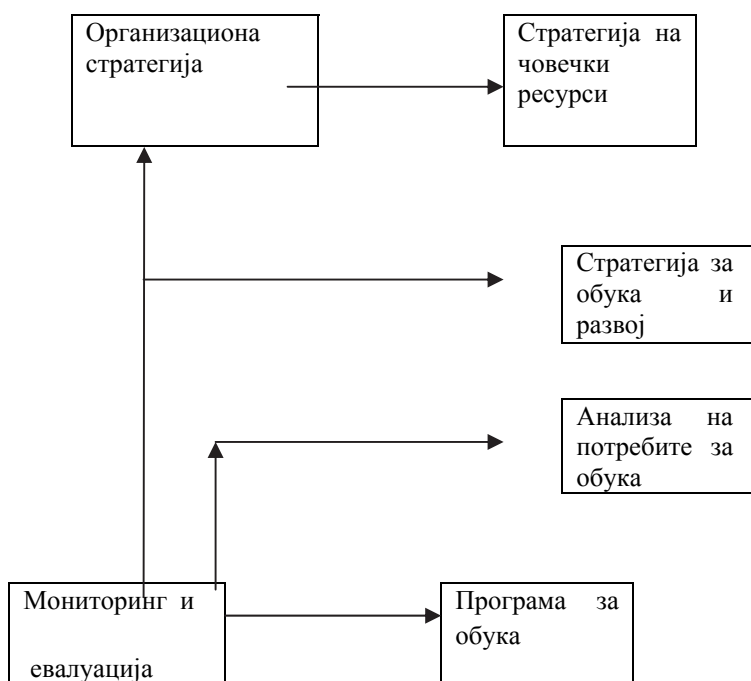 Организациона
стратегија
Стратегија на
човечки
ресурси
Стратегија за
обука и
развој
Анализа на
потребите за
обука
Мониторинг и
евалуација
Програма за
обука